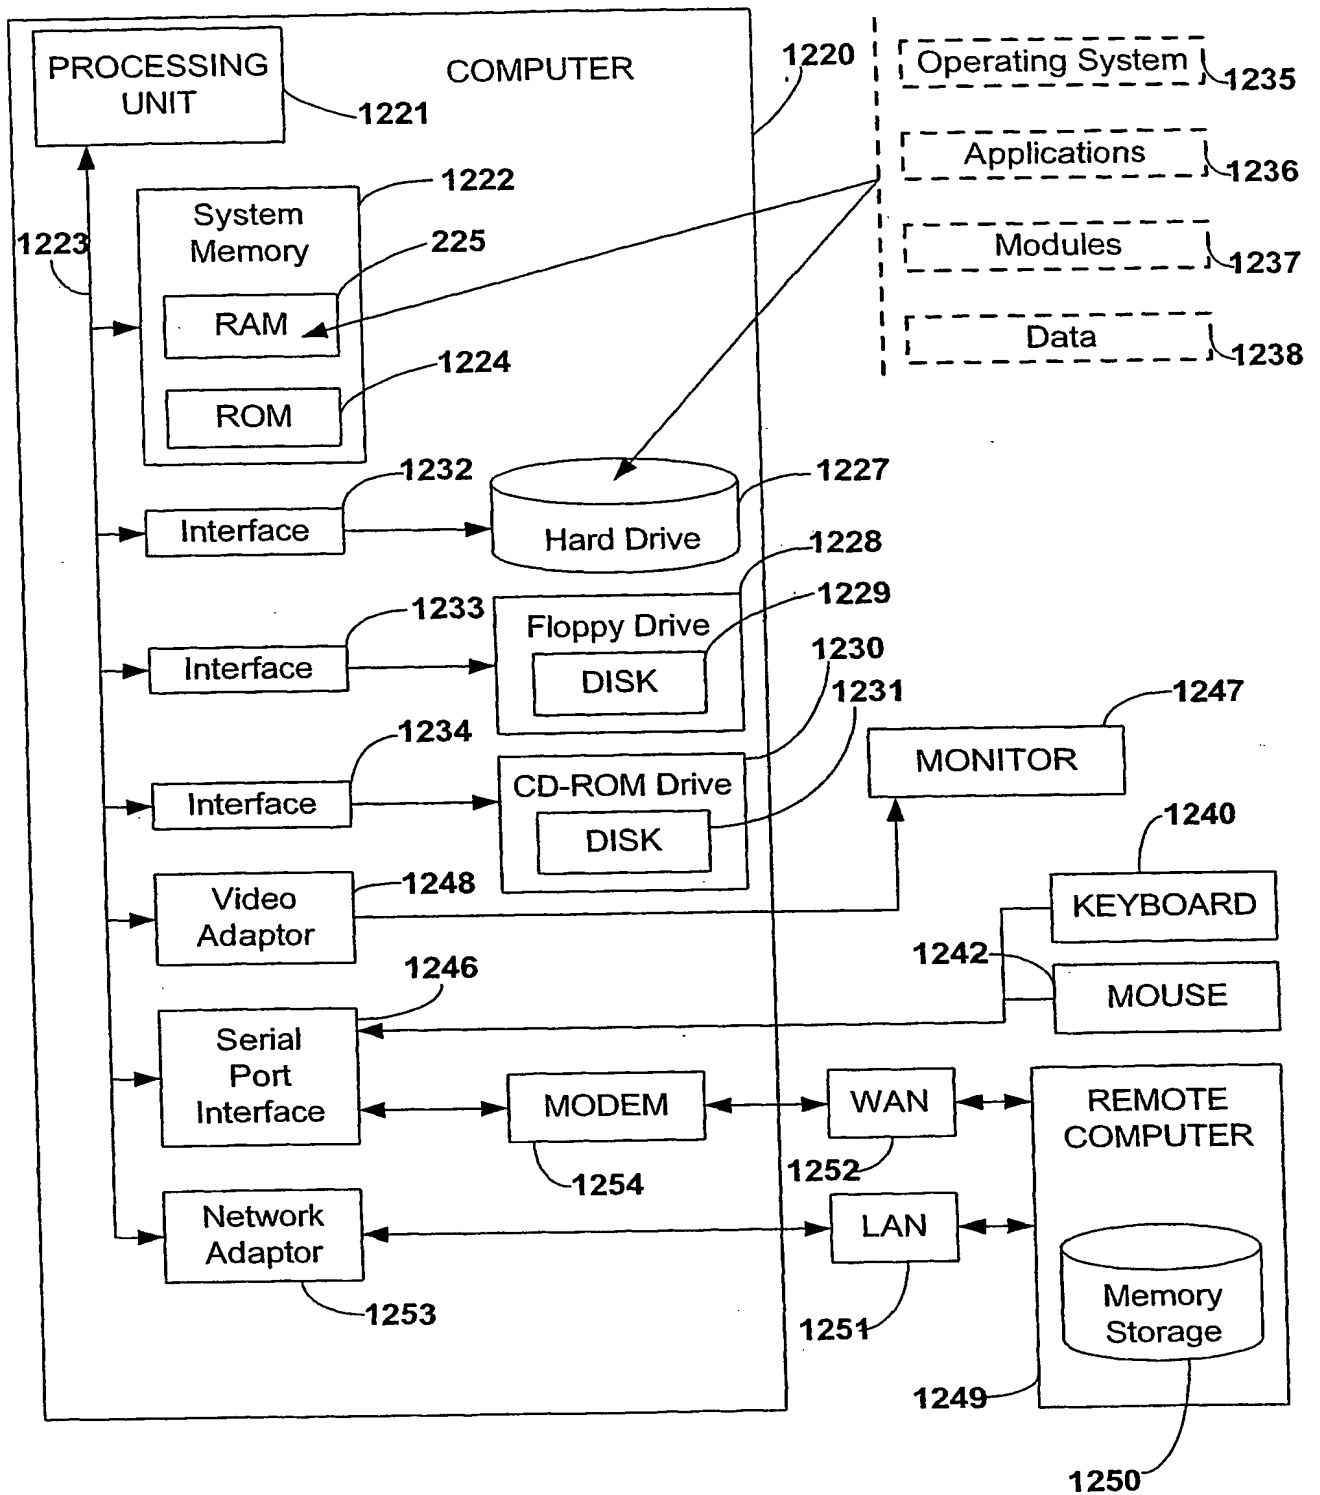 PROCESSING
UNIT
COMPUTER
1220
1221
Operating System
1235
Applications
1236
Modules
1237
Data
1238
1222
System
Memory
1223
225
RAM
1224
ROM
1232
Interface
1227
Hard Drive
1228
1233
1229
Interface
Floppy Drive
DISK
1230
1231
1234
Interface
CD-ROM Drive
DISK
1247
MONITOR
1248
Video
Adaptor
1240
KEYBOARD
1242
MOUSE
1246
Serial
Port
Interface
MODEM
1254
WAN
1252
REMOTE
COMPUTER
Network
Adaptor
1253
LAN
1251
Memory
Storage
1249
1250